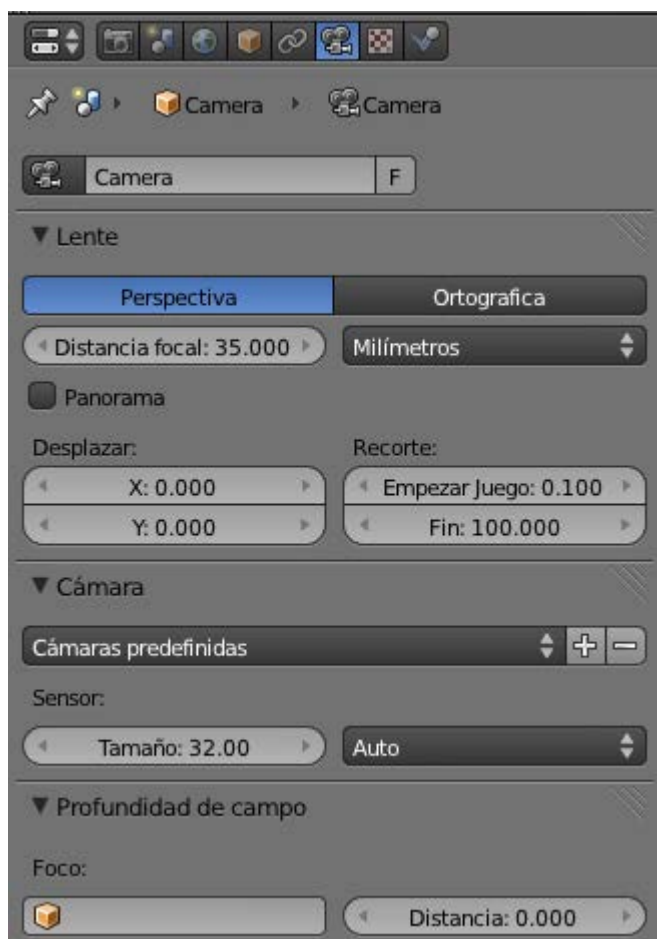 Camera Camera
Camera F
Lente
Perspectiva Ortografica
Distancia focal: 35.000 Milímetros
Panorama
Desplazar: Recorte:
X: 0.000 Empezar Juego: 0.100
Y: 0.000 Fin: 100.000
Cámara
Cámaras predefinidas
Sensor:
Tamaño: 32.00 Auto
Profundidad de campo
Foco:
Distancia: 0.000